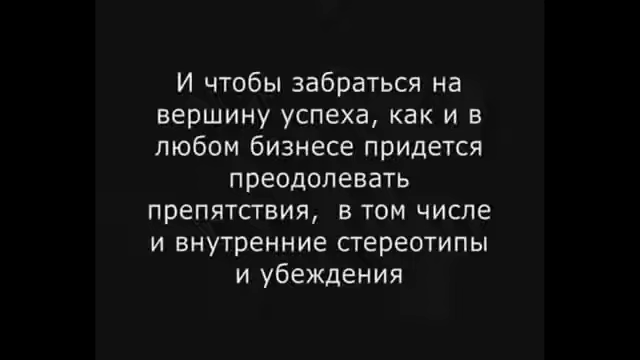 И чтобы забраться на
вершину успеха, как и в
любом бизнесе придется
преодолевать
препятствия,  в том числе
и внутренние стереотипы
и убеждения